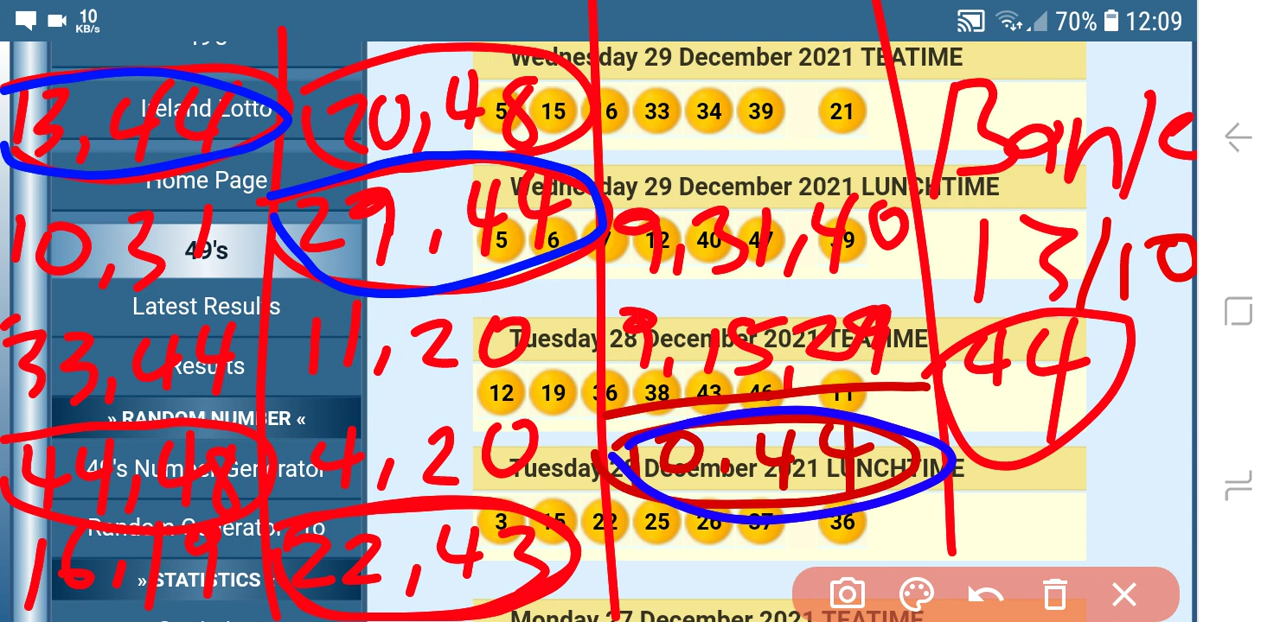 10 KB/s 70% 12:09
Wednesday 29 December 2021 TEATIME
Ireland Lotto
13, 44
20, 48
5 15 6 33 34 39 21
Bank
Home Page
Wednesday 29 December 2021 LUNCHTIME
49's
10, 31
29, 44
5 6 7 12 40 47 39
9, 31, 40
13/10
Latest Results
Tuesday 28 December 2021 TEATIME
33, 44
11, 20
9, 15 29
44
Results
12 19 36 38 43 46 11
» RANDOM NUMBER «
49's Number Generator
44, 48
4, 20
10, 44
Tuesday 28 December 2021 LUNCHTIME
Random Generator Pro
3 15 22 25 26 37 36
16, 19
22, 43
» STATISTICS
Monday 27 December 2021 TEATIME